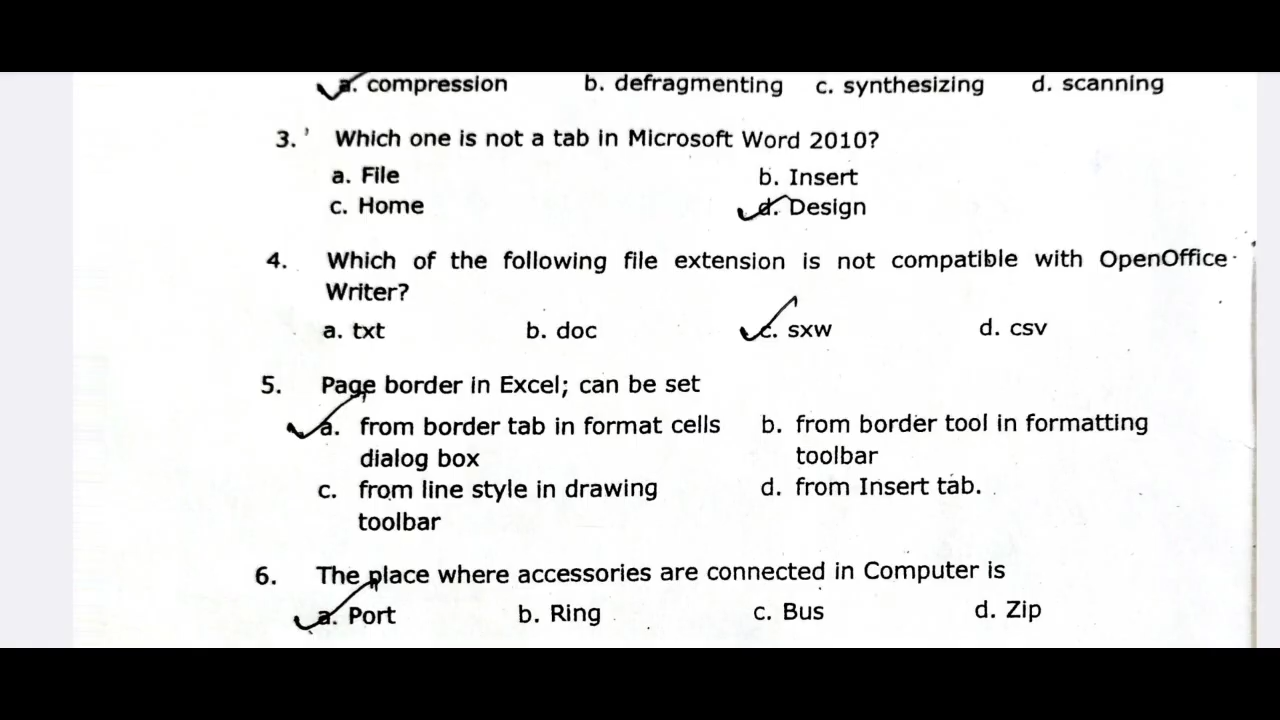 a. compression b. defragmenting c. synthesizing d. scanning
3. Which one is not a tab in Microsoft Word 2010?
a. File b. Insert
c. Home d. Design
4. Which of the following file extension is not compatible with OpenOffice
Writer?
a. txt b. doc c. sxw d. csv
5. Page border in Excel; can be set
a. from border tab in format cells b. from border tool in formatting
dialog box toolbar
c. from line style in drawing d. from Insert tab.
toolbar
6. The place where accessories are connected in Computer is
a. Port b. Ring c. Bus d. Zip